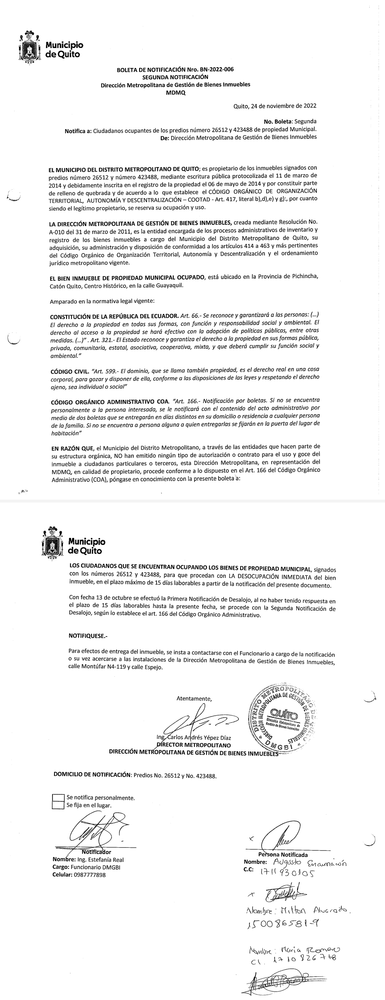 Municipio
de Quito
BOLETA DE NOTIFICACIÓN Nro. BN-2022-006
SEGUNDA NOTIFICACIÓN
Dirección Metropolitana de Gestión de Bienes Inmuebles
MDMQ
Quito, 24 de noviembre de 2022
No. Boleta: Segunda
Notifica a: Ciudadanos ocupantes de los predios número 26512 y 423488 de propiedad Municipal.
De: Dirección Metropolitana de Gestión de Bienes Inmuebles
EL MUNICIPIO DEL DISTRITO METROPOLITANO DE QUITO; es propietario de los inmuebles signados con
predios número 26512 y número 423488, mediante escritura pública protocolizada el 11 de marzo de
2014 y debidamente inscrita en el registro de la propiedad el 06 de mayo de 2014 y por constituir parte
de relleno de quebrada y de acuerdo a lo que establece el CÓDIGO ORGÁNICO DE ORGANIZACIÓN
TERRITORIAL, AUTONOMÍA Y DESCENTRALIZACIÓN – COOTAD - Art. 417, literal b),d),e) y g):, por cuanto
siendo el legítimo propietario, se reserva su ocupación y uso.
LA DIRECCIÓN METROPOLITANA DE GESTIÓN DE BIENES INMUEBLES, creada mediante Resolución No.
A-010 del 31 de marzo de 2011, es la entidad encargada de los procesos administrativos de inventario y
registro de los bienes inmuebles a cargo del Municipio del Distrito Metropolitano de Quito, su
adquisición, su administración y disposición de conformidad a los artículos 414 a 463 y más pertinentes
del Código Orgánico de Organización Territorial, Autonomía y Descentralización y el ordenamiento
jurídico metropolitano vigente.
EL BIEN INMUEBLE DE PROPIEDAD MUNICIPAL OCUPADO, está ubicado en la Provincia de Pichincha,
Catón Quito, Centro Histórico, en la calle Guayaquil.
Amparado en la normativa legal vigente:
CONSTITUCIÓN DE LA REPÚBLICA DEL ECUADOR. Art. 66.- Se reconoce y garantizará a las personas: (...)
El derecho a la propiedad en todas sus formas, con función y responsabilidad social y ambiental. El
derecho al acceso a la propiedad se hará efectivo con la adopción de políticas públicas, entre otras
medidas. (...)” . Art. 321.- El Estado reconoce y garantiza el derecho a la propiedad en sus formas pública,
privada, comunitaria, estatal, asociativa, cooperativa, mixta, y que deberá cumplir su función social y
ambiental.”
CÓDIGO CIVIL. “Art. 599.- El dominio, que se llama también propiedad, es el derecho real en una cosa
corporal, para gozar y disponer de ella, conforme a las disposiciones de las leyes y respetando el derecho
ajeno, sea individual o social”
CÓDIGO ORGÁNICO ADMINISTRATIVO COA. “Art. 166.- Notificación por boletas. Si no se encuentra
personalmente a la persona interesada, se le notificará con el contenido del acto administrativo por
medio de dos boletas que se entregarán en días distintos en su domicilio o residencia a cualquier persona
de la familia. Si no se encuentra a persona alguna a quien entregarlas se fijarán en la puerta del lugar de
habitación”
EN RAZÓN QUE, el Municipio del Distrito Metropolitano, a través de las entidades que hacen parte de
su estructura orgánica, NO han emitido ningún tipo de autorización o contrato para el uso y goce del
inmueble a ciudadanos particulares o terceros, esta Dirección Metropolitana, en representación del
MDMQ, en calidad de propietario, procede conforme a lo dispuesto en el Art. 166 del Código Orgánico
Administrativo (COA), póngase en conocimiento con la presente boleta a:
Municipio
de Quito
LOS CIUDADANOS QUE SE ENCUENTRAN OCUPANDO LOS BIENES DE PROPIEDAD MUNICIPAL, signados
con los números 26512 y 423488, para que procedan con LA DESOCUPACIÓN INMEDIATA del bien
inmueble, en el plazo máximo de 15 días laborables a partir de la notificación del presente documento.
Con fecha 13 de octubre se efectuó la Primera Notificación de Desalojo, al no haber tenido respuesta en
el plazo de 15 días laborables hasta la presente fecha, se procede con la Segunda Notificación de
Desalojo, según lo establece el art. 166 del Código Orgánico Administrativo.
NOTIFIQUESE.-
Para efectos de entrega del inmueble, se insta a contactarse con el Funcionario a cargo de la notificación
o su vez acercarse a las instalaciones de la Dirección Metropolitana de Gestión de Bienes Inmuebles,
calle Montúfar N4-119 y calle Espejo.
Atentamente,
DISTRITO METROPOLITANO DE QUITO
DIRECCIÓN METROPOLITANA DE GESTIÓN DE BIENES INMUEBLES
QUITO
Dirección Metropolitana de
Gestión de Bienes Inmuebles
* DMGBI *
Ing. Carlos Andrés Yépez Díaz
DIRECTOR METROPOLITANO
DIRECCIÓN METROPOLITANA DE GESTIÓN DE BIENES INMUEBLES
DOMICILIO DE NOTIFICACIÓN: Predios No. 26512 y No. 423488.
Se notifica personalmente.
Se fija en el lugar.
Notificador
Nombre: Ing. Estefanía Real
Cargo: Funcionario DMGBI
Celular: 0987777898
Persona Notificada
Nombre: Augusto Encarnación
C.C: 1711930105
Nombre: Milton Alvarado.
150086581-9
Nombre: Maria Romero
CI. 1710826718